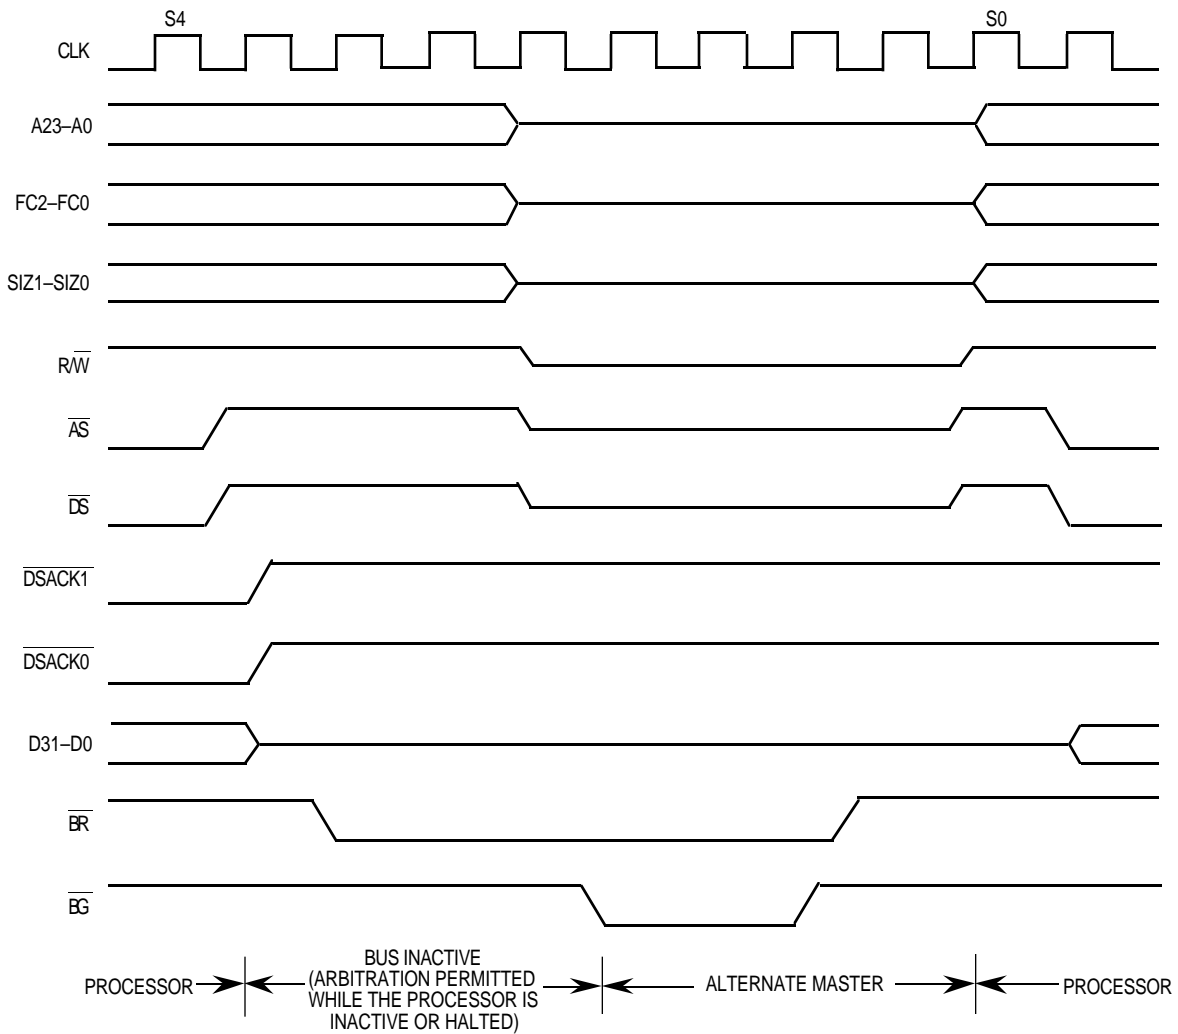 S4
S0
CLK
A23–A0
FC2–FC0
SIZ1–SIZ0
R/W
AS
DS
DSACK1
DSACK0
D31–D0
BR
BG
PROCESSOR
BUS INACTIVE
(ARBITRATION PERMITTED
WHILE THE PROCESSOR IS
INACTIVE OR HALTED)
ALTERNATE MASTER
PROCESSOR